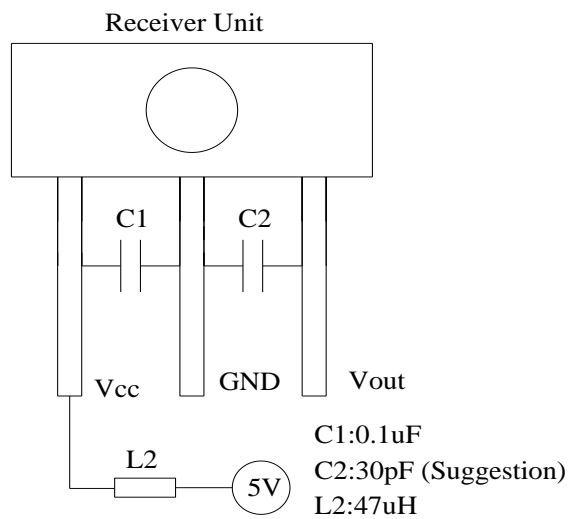 Receiver Unit
C1
C2
Vcc
GND
Vout
L2
5V
C1:0.1uF
C2:30pF (Suggestion)
L2:47uH